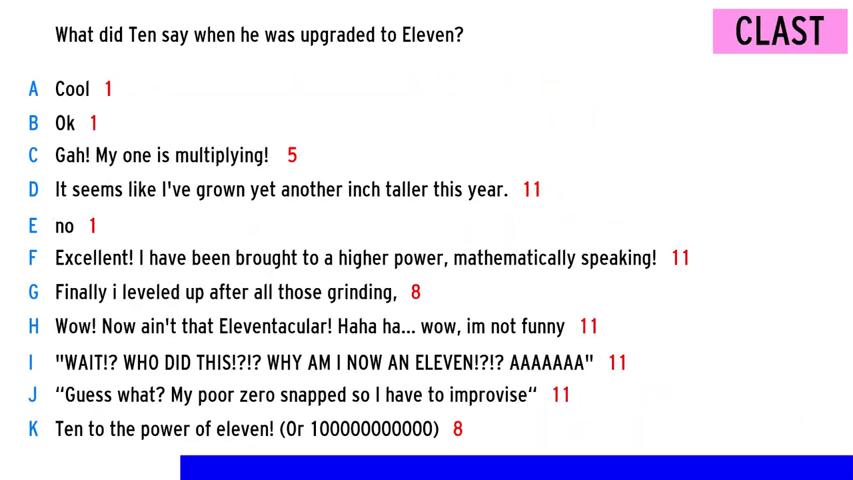 What did Ten say when he was upgraded to Eleven?
CLAST
A Cool 1
B Ok 1
C Gah! My one is multiplying! 5
D It seems like I've grown yet another inch taller this year. 11
E no 1
F Excellent! I have been brought to a higher power, mathematically speaking! 11
G Finally i leveled up after all those grinding, 8
H Wow! Now ain't that Eleventacular! Haha ha... wow, im not funny 11
I "WAIT!? WHO DID THIS!?!? WHY AM I NOW AN ELEVEN!?!? AAAAAAA" 11
J “Guess what? My poor zero snapped so I have to improvise“ 11
K Ten to the power of eleven! (Or 100000000000) 8